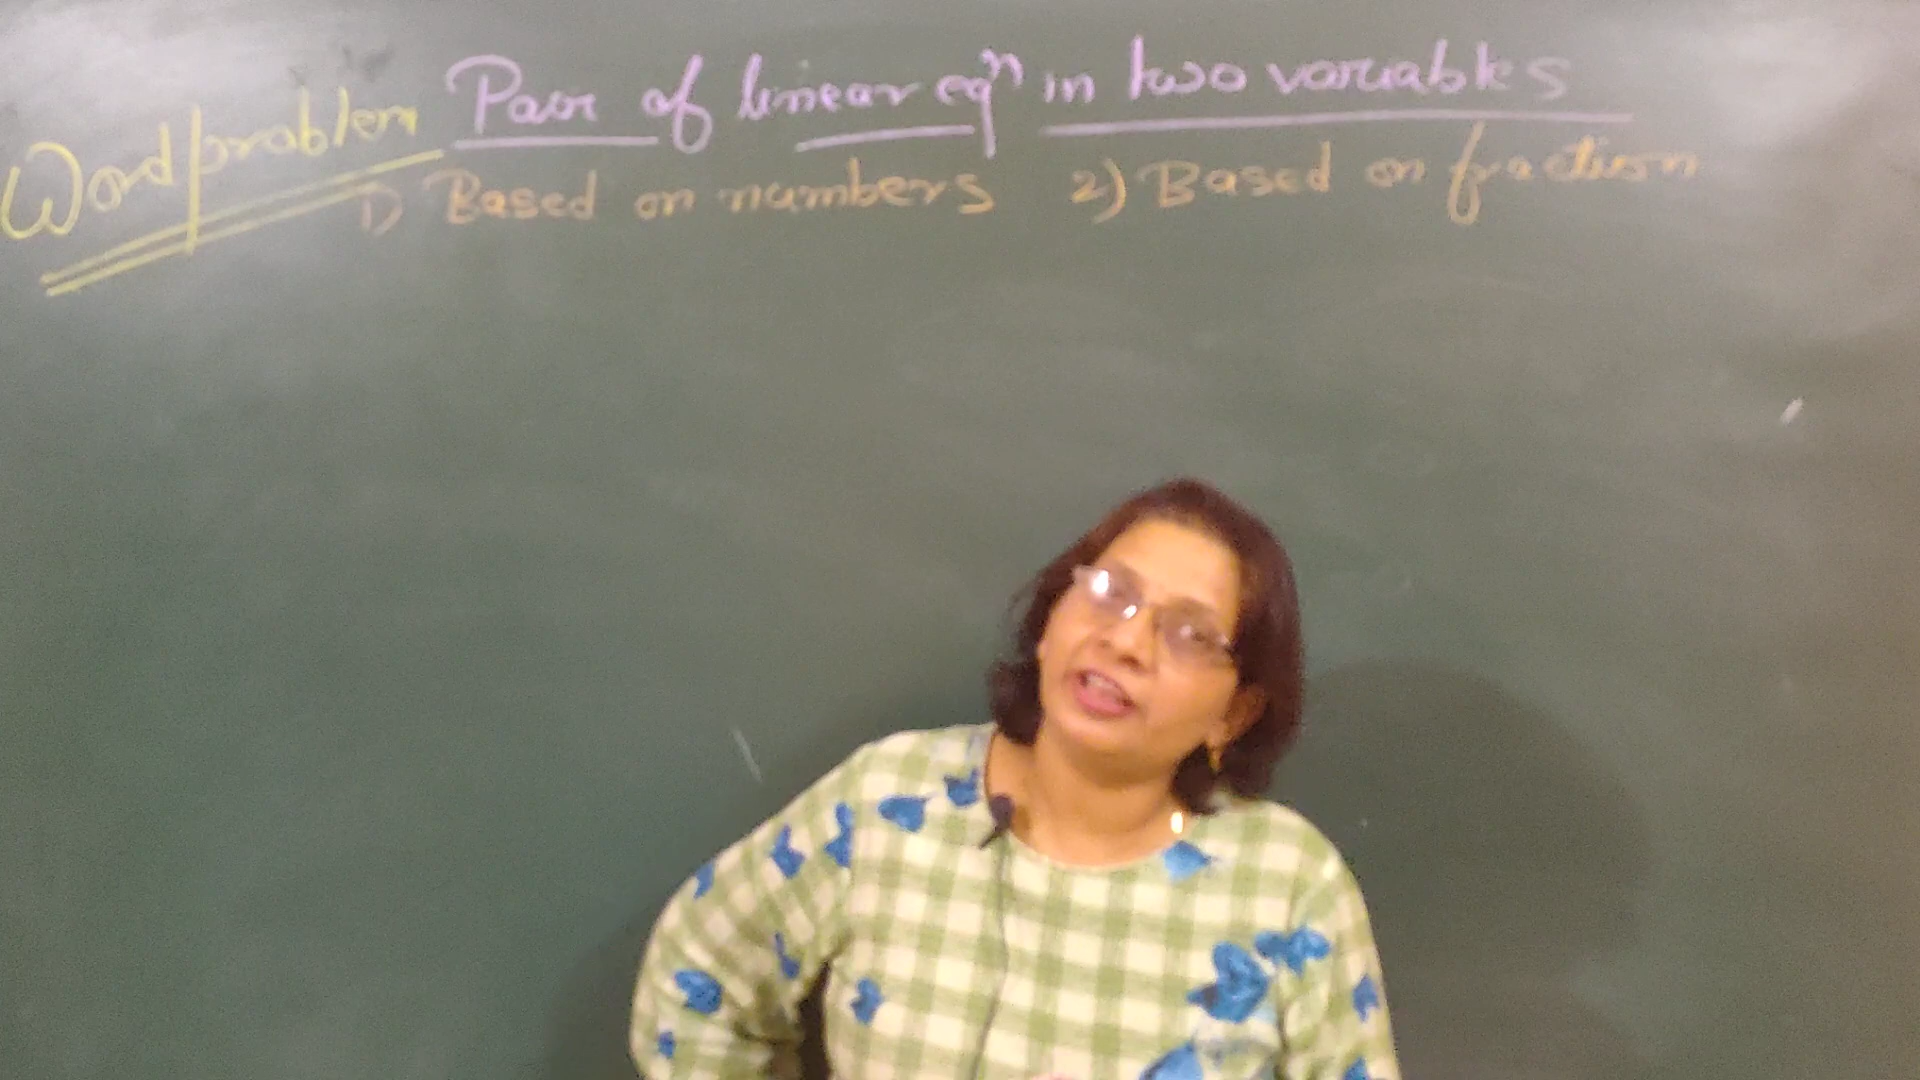 Pair of linear eqⁿ in two variables
Word problem
1) Based on numbers 2) Based on fraction